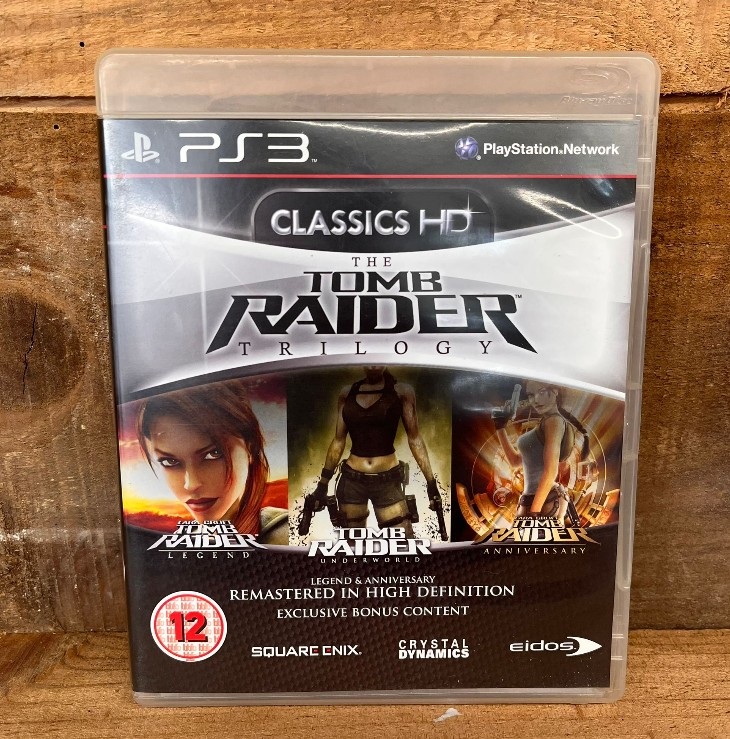 Blu-ray Disc
PS3™
PlayStation®Network
CLASSICS HD
THE
TOMB
RAIDER™
TRILOGY
LARA CROFT
TOMB
RAIDER
LEGEND
TOMB
RAIDER
UNDERWORLD
LARA CROFT
TOMB
RAIDER
ANNIVERSARY
LEGEND & ANNIVERSARY
REMASTERED IN HIGH DEFINITION
EXCLUSIVE BONUS CONTENT
12
SQUARE ENIX.
CRYSTAL
DYNAMICS
eidos